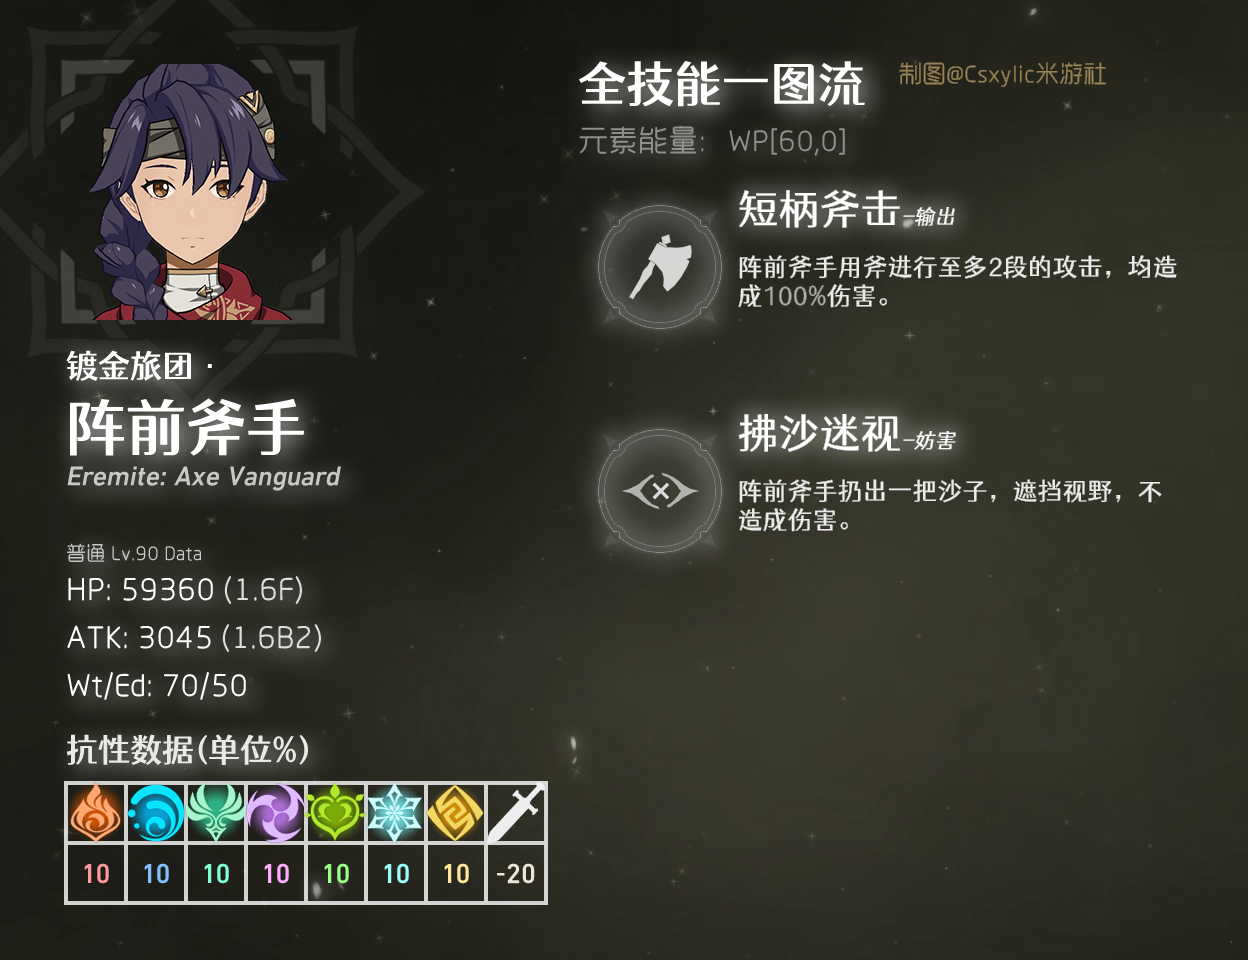 全技能一图流
制图@Csxylic米游社
元素能量： WP[60,0]
短柄斧击-输出
阵前斧手用斧进行至多2段的攻击，均造
成100%伤害。
拂沙迷视-妨害
阵前斧手扔出一把沙子，遮挡视野，不
造成伤害。
镀金旅团 ·
阵前斧手
Eremite: Axe Vanguard
普通 Lv.90 Data
HP: 59360 (1.6F)
ATK: 3045 (1.6B2)
Wt/Ed: 70/50
抗性数据(单位%)
10 10 10 10 10 10 10 -20